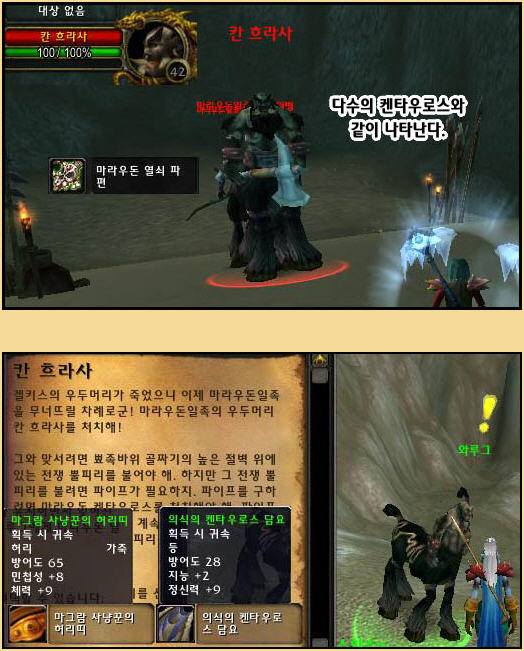 대상 없음
칸 흐라사
100/ 100%
42
칸 흐라사
다수의 켄타우로스와
같이 나타난다.
마라우돈 열쇠 파
편
칸 흐라사
겔키스의 우두머리가 죽었으니 이제 마라우돈일족
을 무너뜨릴 차례로군! 마라우돈일족의 우두머리
칸 흐라사를 처치해!
그와 맞서려면 뾰족바위 골짜기의 높은 절벽 위에
있는 전쟁 뿔피리를 불어야 해. 하지만 그 전쟁 뿔
피리를 불려면 파이프가 필요하지. 파이프를 구하
계속
마그람 사냥꾼의 허리띠
획득 시 귀속
허리 가죽
방어도 65
민첩성 +8
체력 +9
의식의 켄타우로스 담요
획득 시 귀속
등
방어도 28
지능 +2
정신력 +9
마그람 사냥꾼의
허리띠
의식의 켄타우로
스 담요
와루그